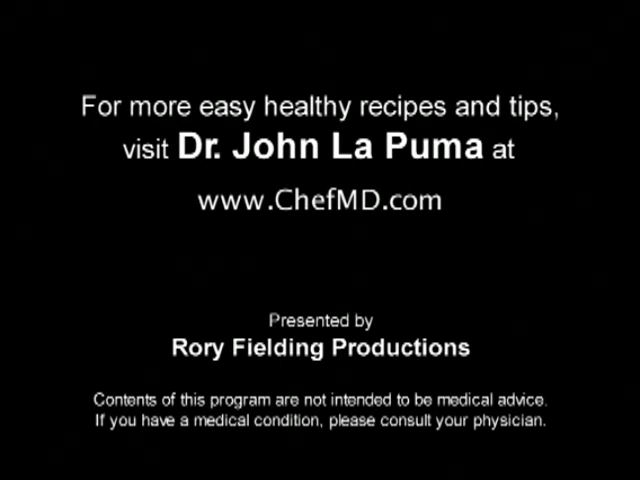 For more easy healthy recipes and tips,
visit Dr. John La Puma at
www.ChefMD.com
Presented by
Rory Fielding Productions
Contents of this program are not intended to be medical advice.
If you have a medical condition, please consult your physician.